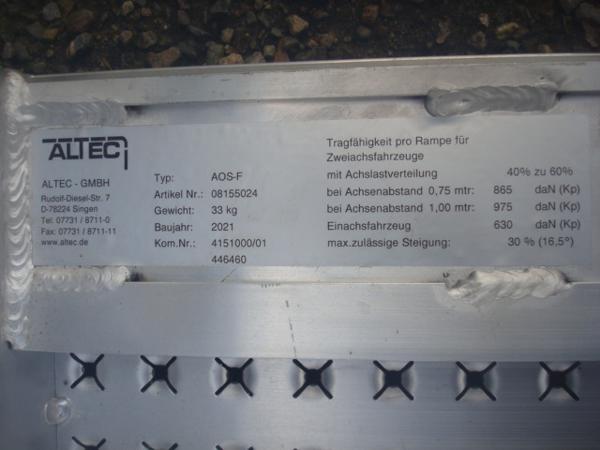 ALTEC
ALTEC - GMBH
Rudolf-Diesel-Str. 7
D-78224 Singen
Tel: 07731 / 8711-0
Fax: 07731 / 8711-11
www.altec.de
Typ: AOS-F
Artikel Nr.: 08155024
Gewicht: 33 kg
Baujahr: 2021
Kom.Nr.: 4151000/01
446460
Tragfähigkeit pro Rampe für
Zweiachsfahrzeuge
mit Achslastverteilung 40% zu 60%
bei Achsenabstand 0,75 mtr: 865 daN (Kp)
bei Achsenabstand 1,00 mtr: 975 daN (Kp)
Einachsfahrzeug 630 daN (Kp)
max.zulässige Steigung: 30 % (16,5°)